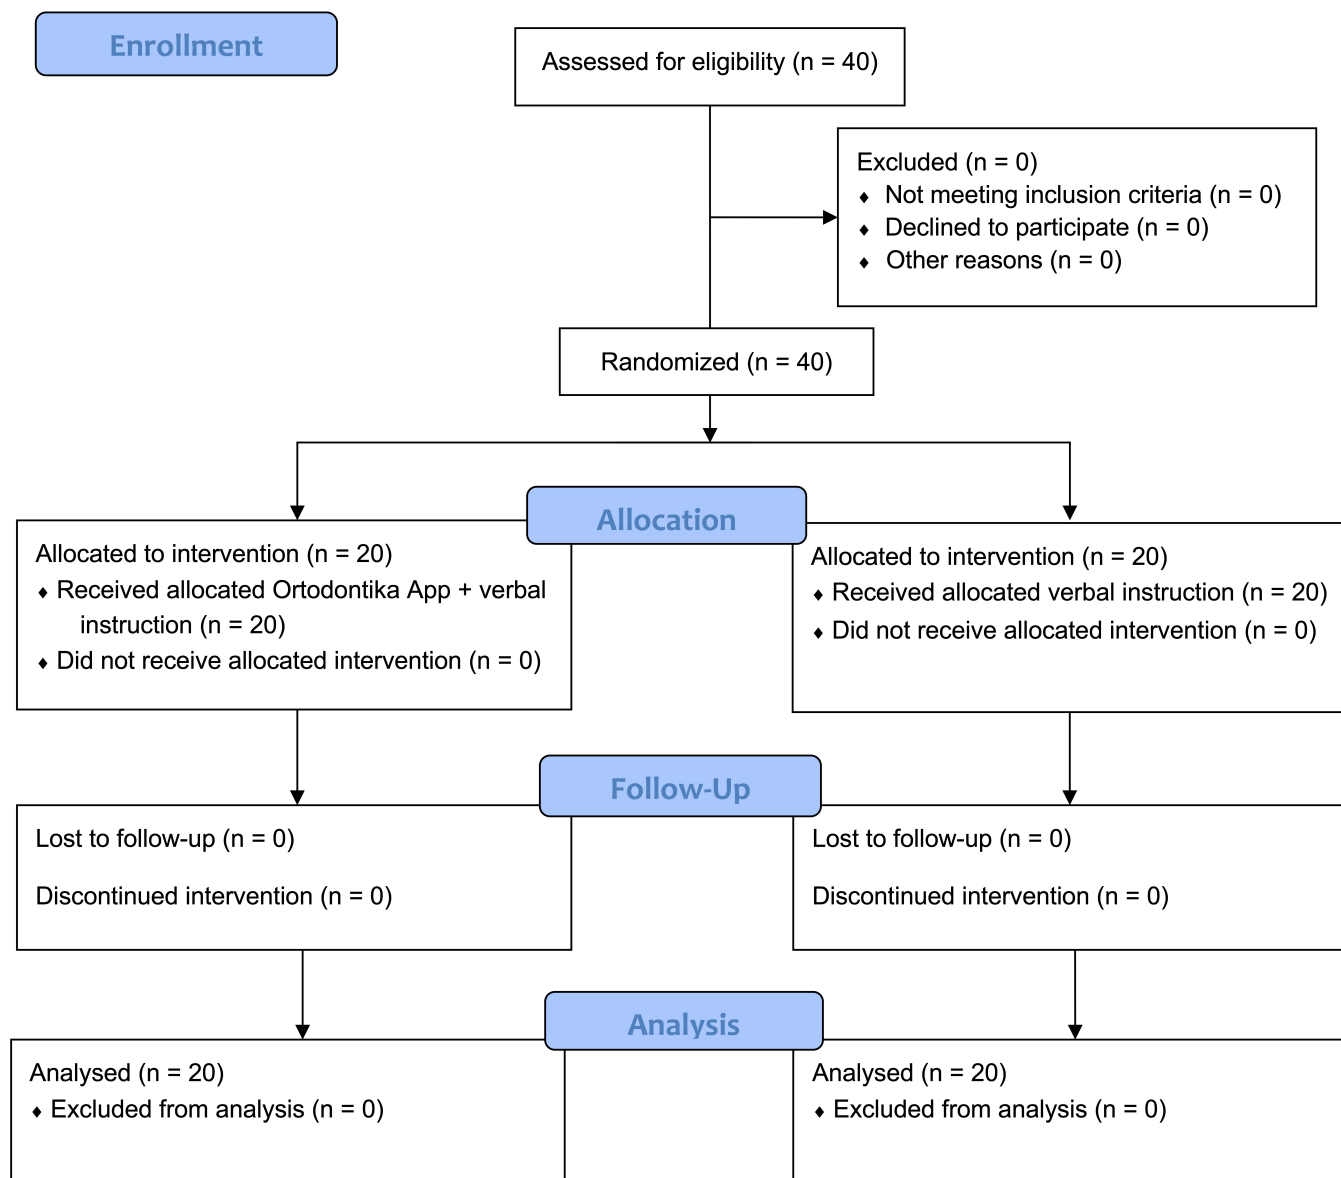 Enrollment
Assessed for eligibility (n = 40)
Excluded (n = 0)
♦ Not meeting inclusion criteria (n = 0)
♦ Declined to participate (n = 0)
♦ Other reasons (n = 0)
Randomized (n = 40)
Allocation
Allocated to intervention (n = 20)
♦ Received allocated Ortodontika App + verbal
instruction (n = 20)
♦ Did not receive allocated intervention (n = 0)
Allocated to intervention (n = 20)
♦ Received allocated verbal instruction (n = 20)
♦ Did not receive allocated intervention (n = 0)
Follow-Up
Lost to follow-up (n = 0)
Discontinued intervention (n = 0)
Lost to follow-up (n = 0)
Discontinued intervention (n = 0)
Analysis
Analysed (n = 20)
♦ Excluded from analysis (n = 0)
Analysed (n = 20)
♦ Excluded from analysis (n = 0)